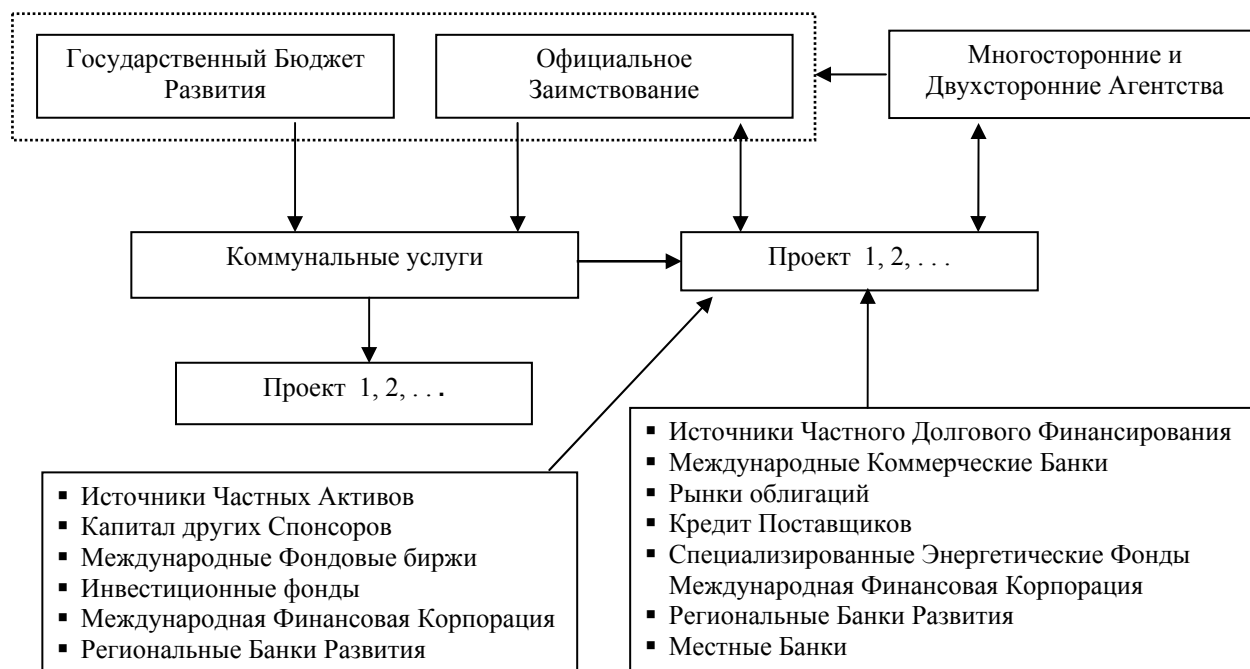 Государственный Бюджет
Развития
Официальное
Заимствование
Многосторонние и
Двухсторонние Агентства
Коммунальные услуги
Проект 1, 2, . . .
Проект 1, 2, . . .
▪ Источники Частных Активов
▪ Капитал других Спонсоров
▪ Международные Фондовые биржи
▪ Инвестиционные фонды
▪ Международная Финансовая Корпорация
▪ Региональные Банки Развития
▪ Источники Частного Долгового Финансирования
▪ Международные Коммерческие Банки
▪ Рынки облигаций
▪ Кредит Поставщиков
▪ Специализированные Энергетические Фонды
Международная Финансовая Корпорация
▪ Региональные Банки Развития
▪ Местные Банки